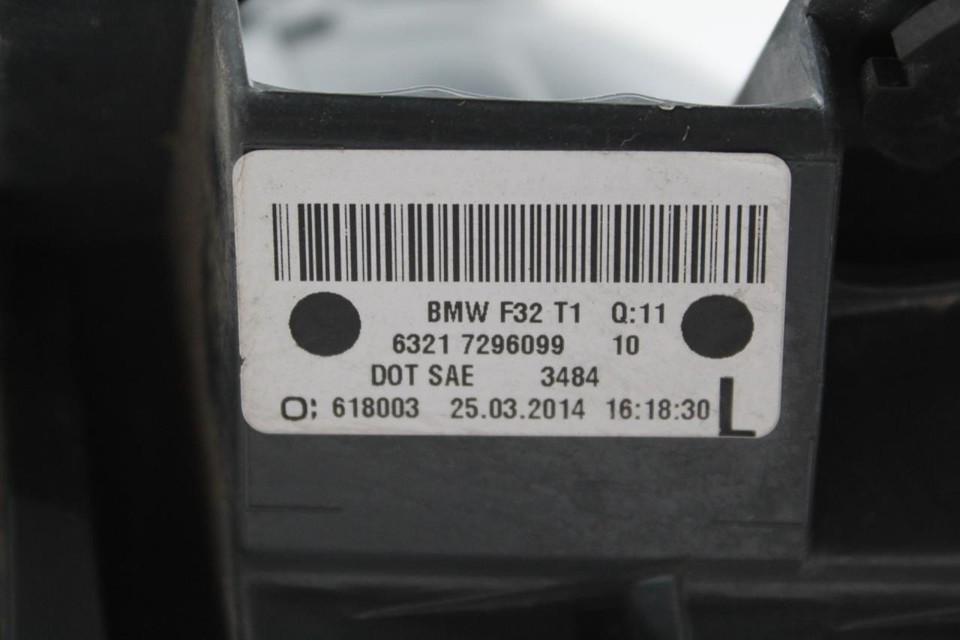 BMW F32 T1 Q:11
6321 7296099 10
DOT SAE 3484
O: 618003 25.03.2014 16:18:30 L